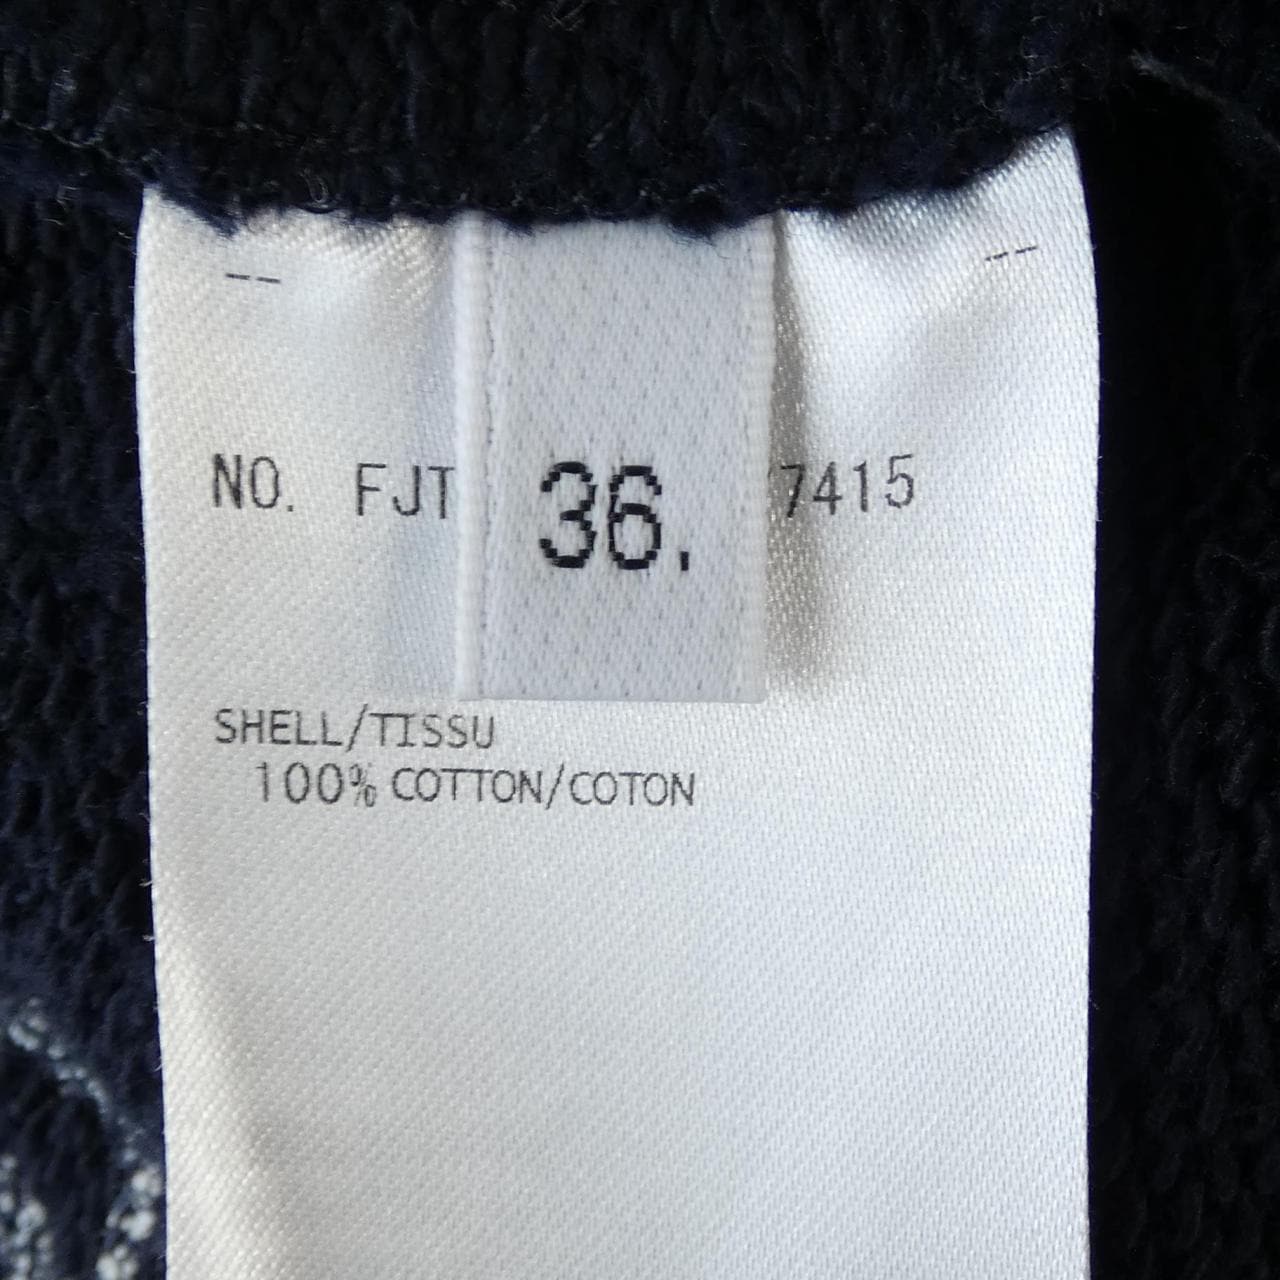 -- --
NO. FJT 36. 7415
SHELL/TISSU
100% COTTON/COTON